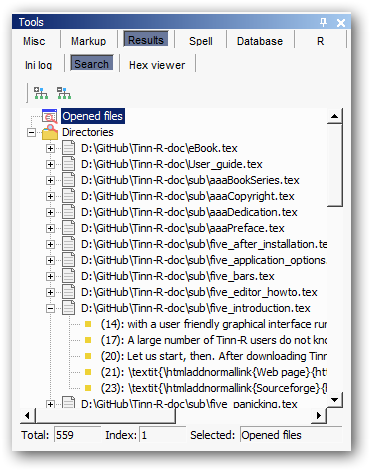 Tools
Misc Markup Results Spell Database R
Ini log Search Hex viewer
Opened files
Directories
D:\GitHub\Tinn-R-doc\eBook.tex
D:\GitHub\Tinn-R-doc\User_guide.tex
D:\GitHub\Tinn-R-doc\sub\aaaBookSeries.tex
D:\GitHub\Tinn-R-doc\sub\aaaCopyright.tex
D:\GitHub\Tinn-R-doc\sub\aaaDedication.tex
D:\GitHub\Tinn-R-doc\sub\aaaPreface.tex
D:\GitHub\Tinn-R-doc\sub\five_after_installation.te
D:\GitHub\Tinn-R-doc\sub\five_application_options.
D:\GitHub\Tinn-R-doc\sub\five_bars.tex
D:\GitHub\Tinn-R-doc\sub\five_editor_howto.tex
D:\GitHub\Tinn-R-doc\sub\five_introduction.tex
(14): with a user friendly graphical interface run
(17): A large number of Tinn-R users do not kno
(20): Let us start, then. After downloading Tinn
(21): \textit{\htmladdnormallink{Web page}{ht
(23): \textit{\htmladdnormallink{Sourceforge}{
D:\GitHub\Tinn-R-doc\sub\five_panicking.tex
Total: 559 Index: 1 Selected: Opened files